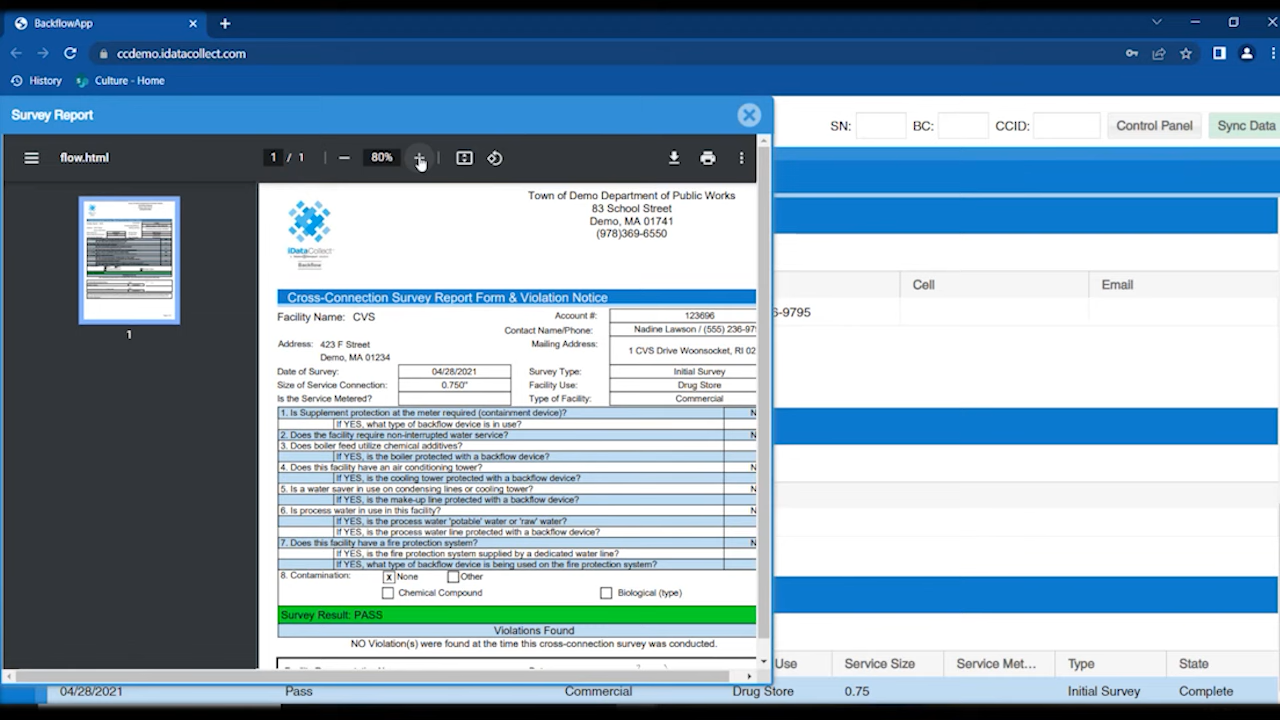 BackflowApp
ccdemo.idatacollect.com
History
Culture - Home
Survey Report
SN:
BC:
CCID:
Control Panel
Sync Data
flow.html
1 / 1
80%
1
iDataCollect
Backflow
Town of Demo Department of Public Works
83 School Street
Demo, MA 01741
(978)369-6550
Cross-Connection Survey Report Form & Violation Notice
Facility Name: CVS
Account #: 123696
Contact Name/Phone: Nadine Lawson / (555) 236-97
Address: 423 F Street
Demo, MA 01234
Mailing Address: 1 CVS Drive Woonsocket, RI 02
Date of Survey: 04/28/2021
Survey Type: Initial Survey
Size of Service Connection: 0.750"
Facility Use: Drug Store
Is the Service Metered?
Type of Facility: Commercial
1. Is Supplement protection at the meter required (containment device)? N
If YES, what type of backflow device is in use?
2. Does the facility require non-interrupted water service? N
3. Does boiler feed utilize chemical additives?
If YES, is the boiler protected with a backflow device?
4. Does this facility have an air conditioning tower? N
If YES, is the cooling tower protected with a backflow device?
5. Is a water saver in use on condensing lines or cooling tower? N
If YES, is the make-up line protected with a backflow device?
6. Is process water in use in this facility? N
If YES, is the process water 'potable' water or 'raw' water?
If YES, is the process water line protected with a backflow device?
7. Does this facility have a fire protection system? N
If YES, is the fire protection system supplied by a dedicated water line?
If YES, what type of backflow device is being used on the fire protection system?
8. Contamination: x None Other
Chemical Compound Biological (type)
Survey Result: PASS
Violations Found
NO Violation(s) were found at the time this cross-connection survey was conducted.
Cell
Email
6-9795
Use
Service Size
Service Met...
Type
State
04/28/2021
Pass
Commercial
Drug Store
0.75
Initial Survey
Complete